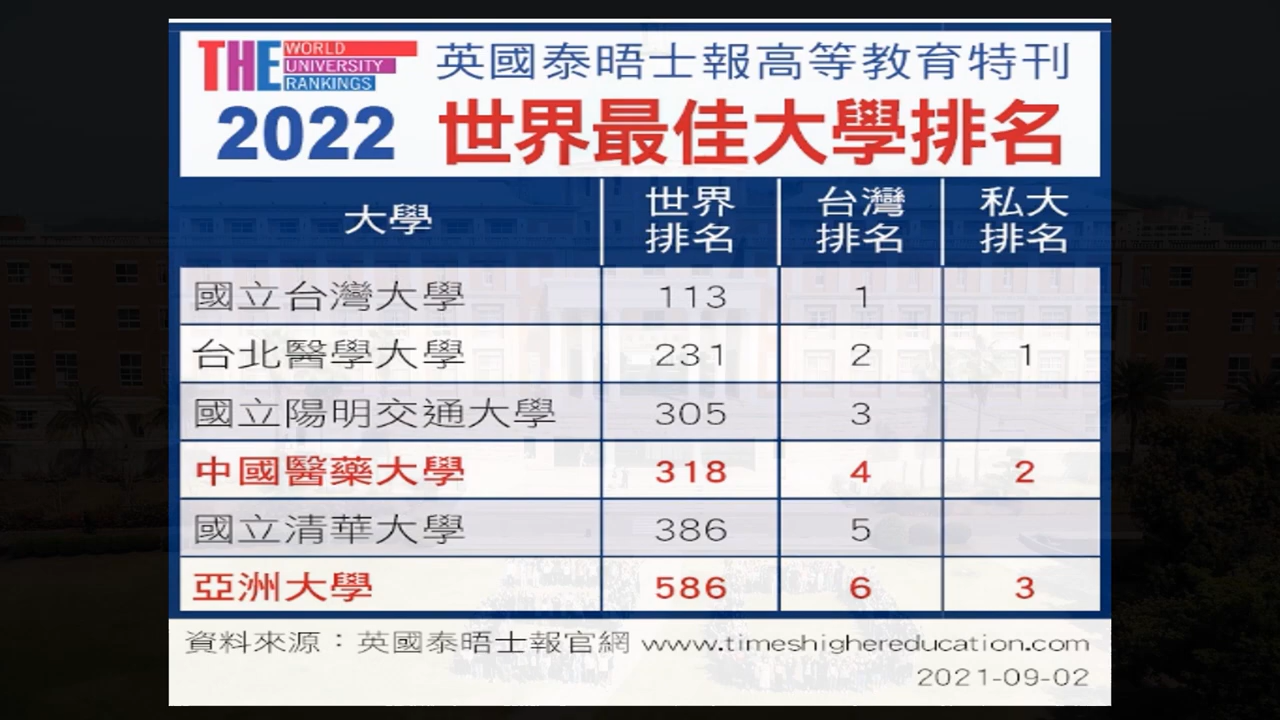 THE WORLD UNIVERSITY RANKINGS 英國泰晤士報高等教育特刊
2022 世界最佳大學排名
大學 世界排名 台灣排名 私大排名
國立台灣大學 113 1
台北醫學大學 231 2 1
國立陽明交通大學 305 3
中國醫藥大學 318 4 2
國立清華大學 386 5
亞洲大學 586 6 3
資料來源：英國泰晤士報官網 www.timeshighereducation.com
2021-09-02